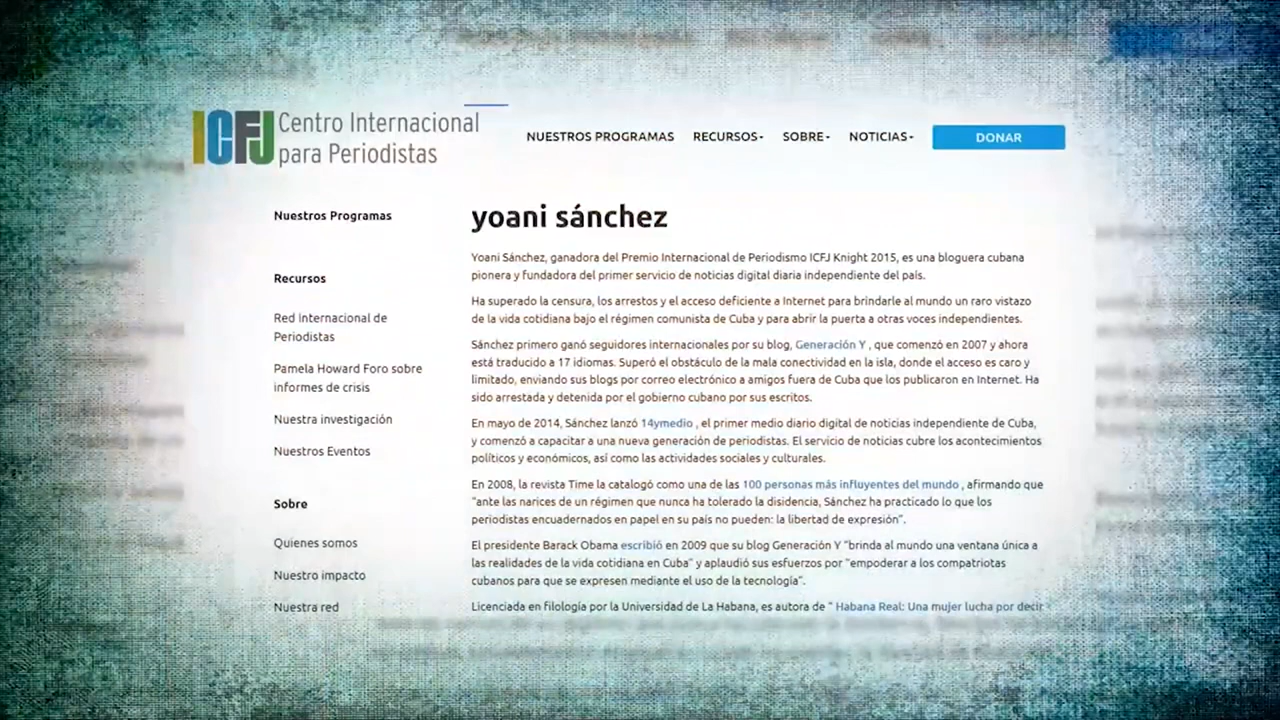 ICFJ Centro Internacional
para Periodistas
NUESTROS PROGRAMAS RECURSOS SOBRE NOTICIAS DONAR
Nuestros Programas
Recursos
Red Internacional de
Periodistas
Pamela Howard Foro sobre
informes de crisis
Nuestra investigación
Nuestros Eventos
Sobre
Quienes somos
Nuestro impacto
Nuestra red
yoani sánchez
Yoani Sánchez, ganadora del Premio Internacional de Periodismo ICFJ Knight 2015, es una bloguera cubana
pionera y fundadora del primer servicio de noticias digital diaria independiente del país.
Ha superado la censura, los arrestos y el acceso deficiente a Internet para brindarle al mundo un raro vistazo
de la vida cotidiana bajo el régimen comunista de Cuba y para abrir la puerta a otras voces independientes.
Sánchez primero ganó seguidores internacionales por su blog, Generación Y , que comenzó en 2007 y ahora
está traducido a 17 idiomas. Superó el obstáculo de la mala conectividad en la isla, donde el acceso es caro y
limitado, enviando sus blogs por correo electrónico a amigos fuera de Cuba que los publicaron en Internet. Ha
sido arrestada y detenida por el gobierno cubano por sus escritos.
En mayo de 2014, Sánchez lanzó 14ymedio , el primer medio diario digital de noticias independiente de Cuba,
y comenzó a capacitar a una nueva generación de periodistas. El servicio de noticias cubre los acontecimientos
políticos y económicos, así como las actividades sociales y culturales.
En 2008, la revista Time la catalogó como una de las 100 personas más influyentes del mundo , afirmando que
"ante las narices de un régimen que nunca ha tolerado la disidencia, Sánchez ha practicado lo que los
periodistas encuadernados en papel en su país no pueden: la libertad de expresión".
El presidente Barack Obama escribió en 2009 que su blog Generación Y "brinda al mundo una ventana única a
las realidades de la vida cotidiana en Cuba" y aplaudió sus esfuerzos por "empoderar a los compatriotas
cubanos para que se expresen mediante el uso de la tecnología".
Licenciada en filología por la Universidad de La Habana, es autora de " Habana Real: Una mujer lucha por decir